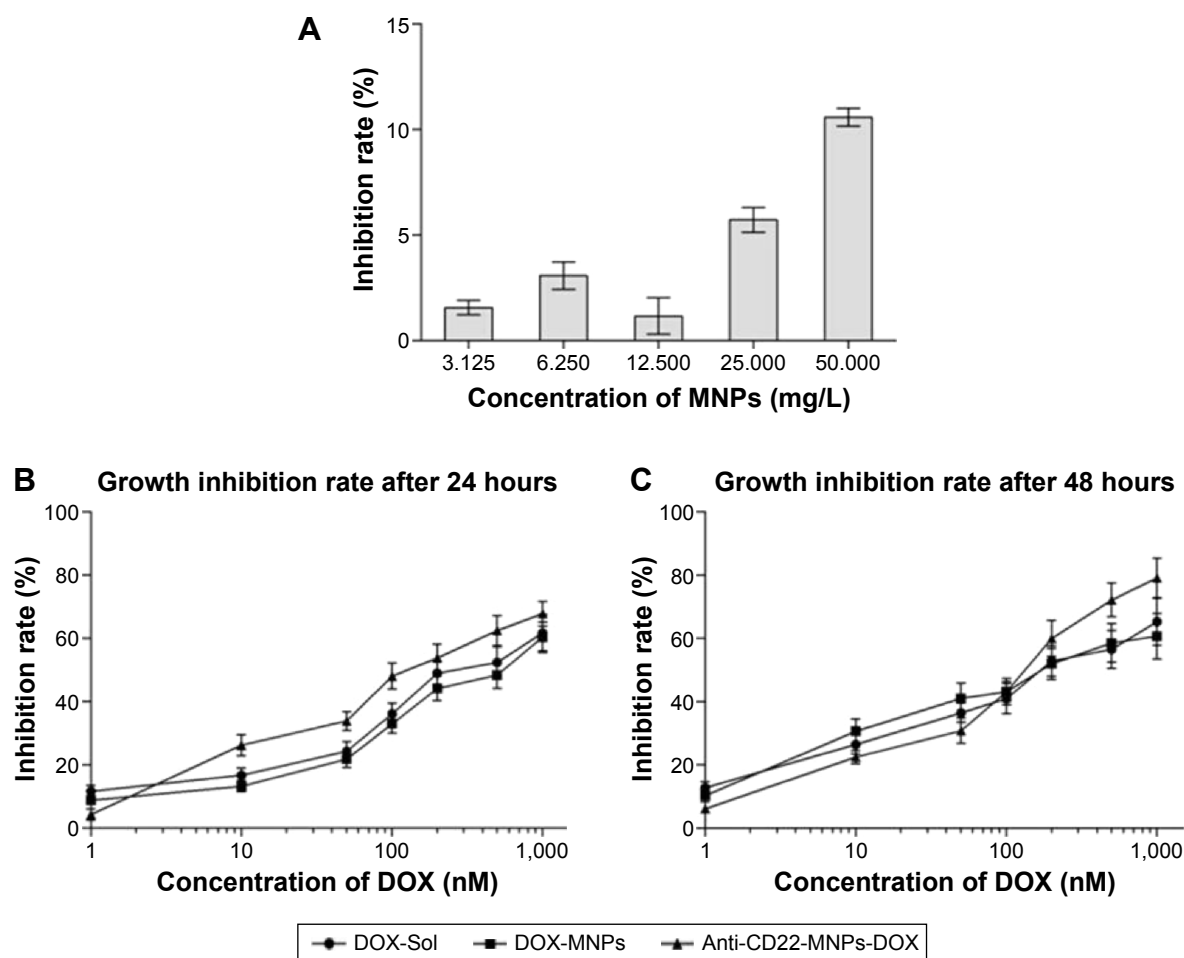 A
15
10
5
0
Inhibition rate (%)
3.125 6.250 12.500 25.000 50.000
Concentration of MNPs (mg/L)
B Growth inhibition rate after 24 hours
100
80
60
40
20
0
Inhibition rate (%)
1 10 100 1,000
Concentration of DOX (nM)
C Growth inhibition rate after 48 hours
100
80
60
40
20
0
Inhibition rate (%)
1 10 100 1,000
Concentration of DOX (nM)
DOX-Sol DOX-MNPs Anti-CD22-MNPs-DOX